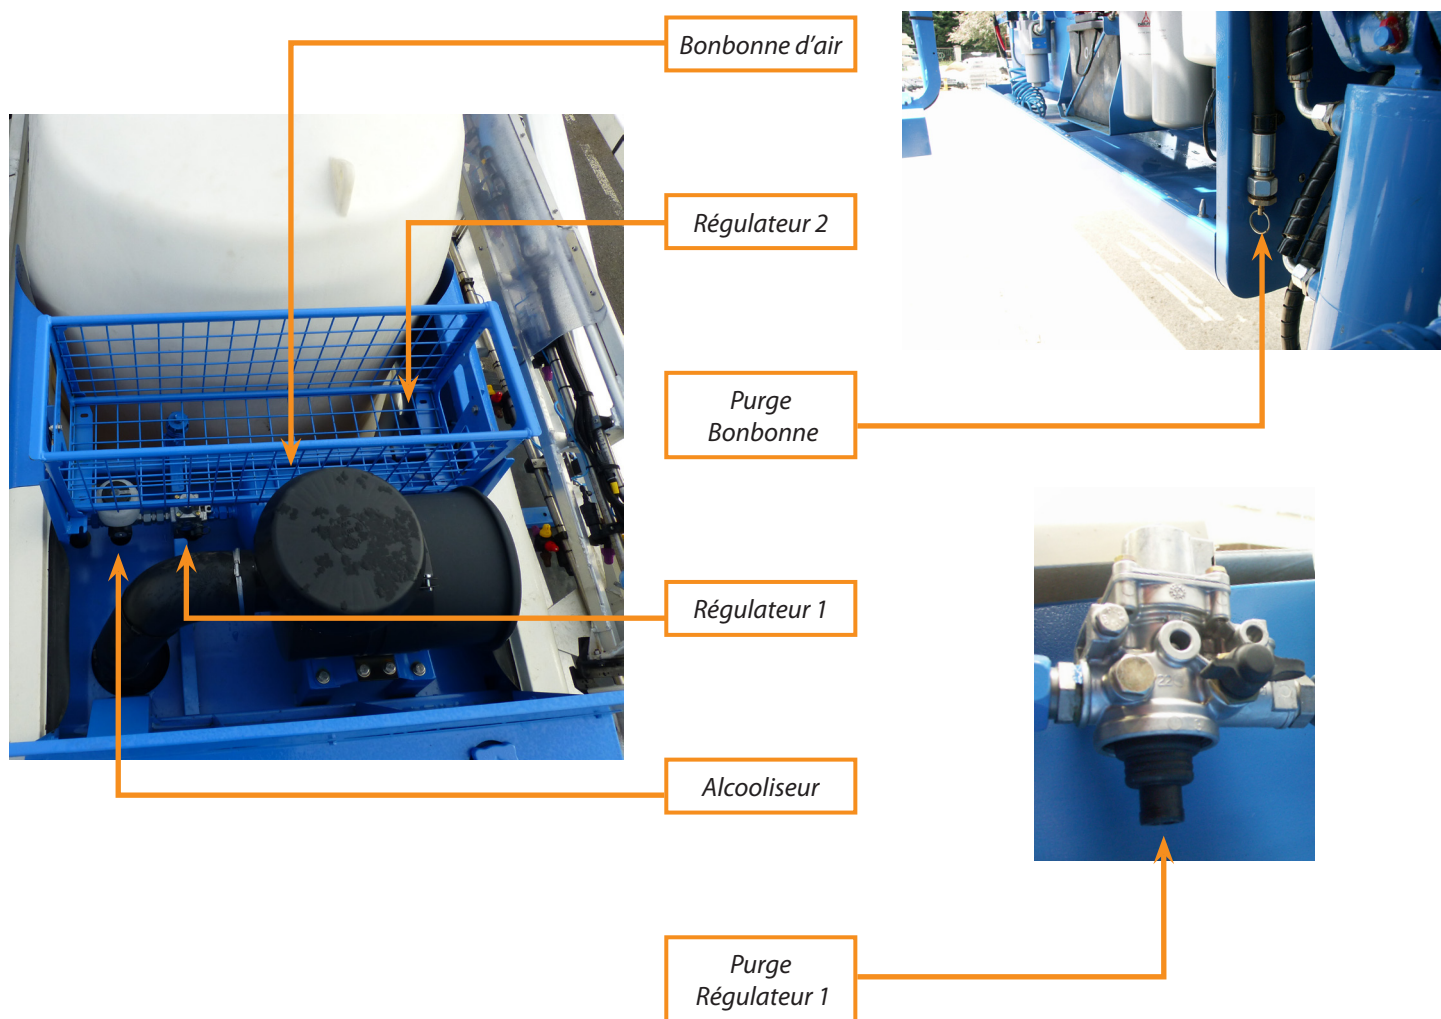 Bonbonne d'air
Régulateur 2
Purge
Bonbonne
Régulateur 1
Alcooliseur
Purge
Régulateur 1